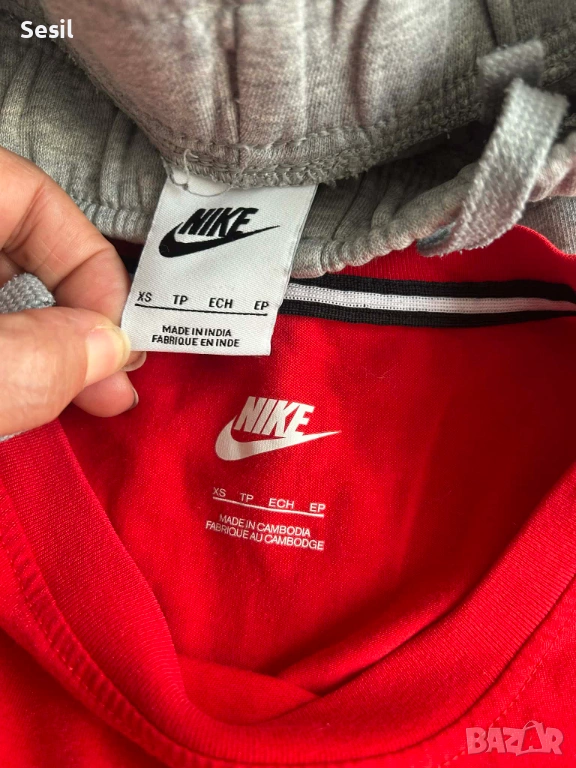 Sesil
NIKE
XS TP ECH EP
MADE IN INDIA
FABRIQUE EN INDE
NIKE
XS TP ECH EP
MADE IN CAMBODIA
FABRIQUE AU CAMBODGE
BAZAR